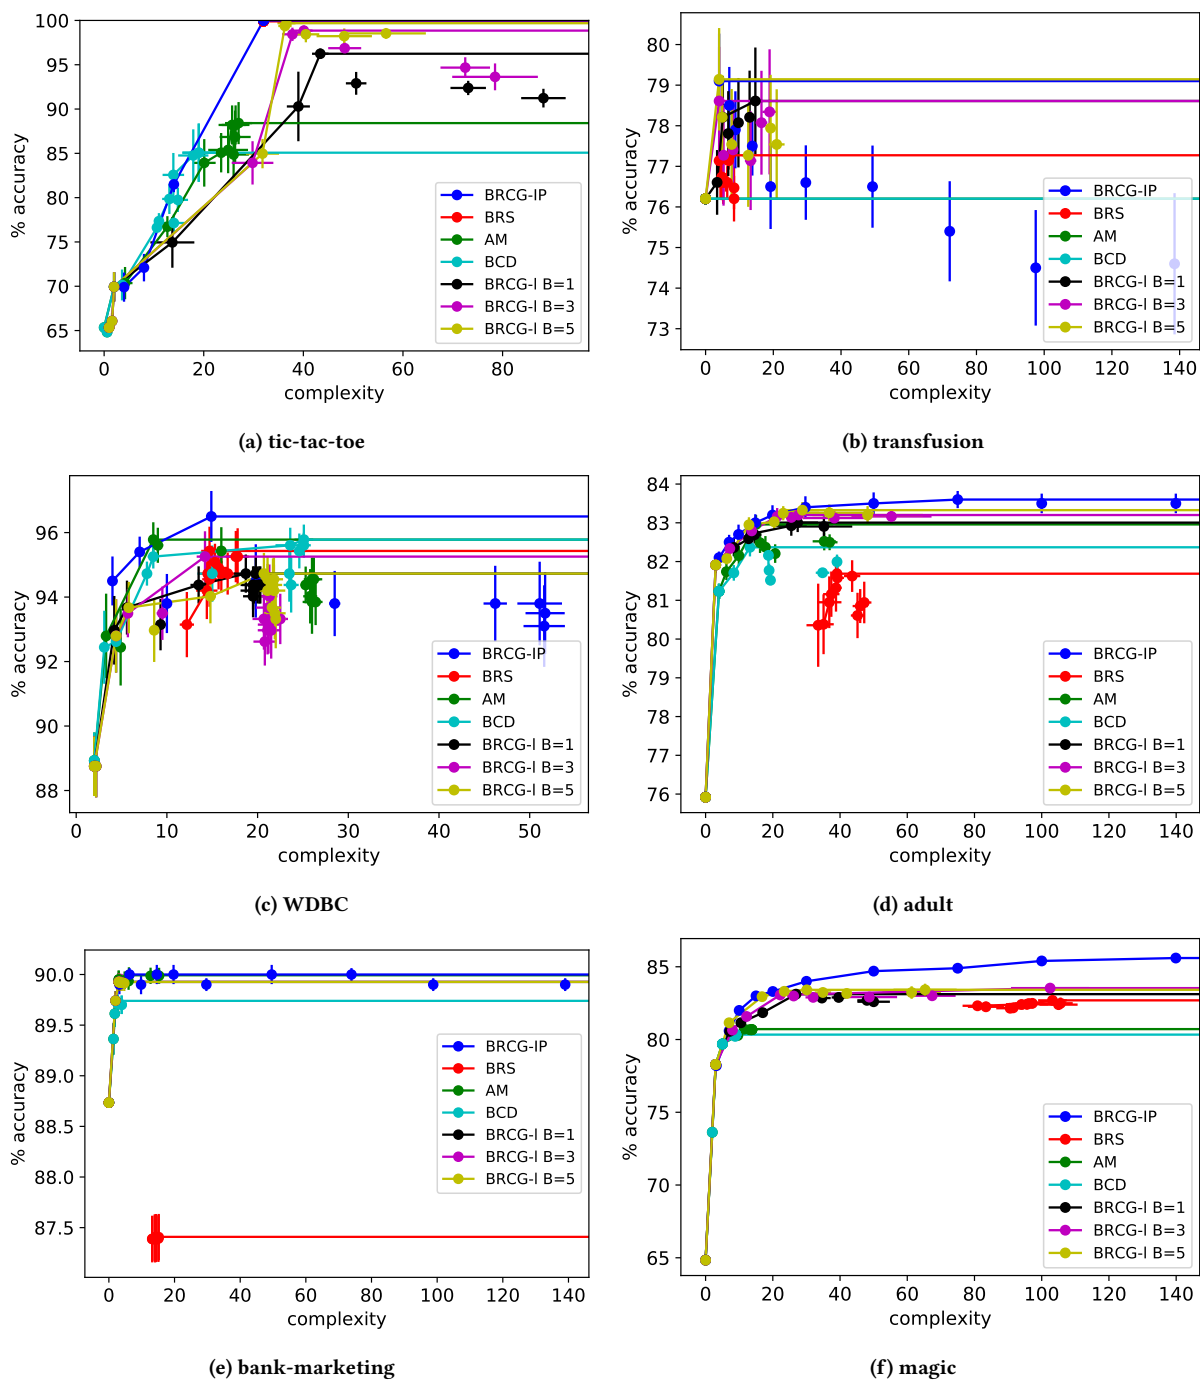 100
95
90
85
80
75
70
65
% accuracy
0 20 40 60 80
complexity
BRCG-IP
BRS
AM
BCD
BRCG-l B=1
BRCG-l B=3
BRCG-l B=5
(a) tic-tac-toe
80
79
78
77
76
75
74
73
% accuracy
0 20 40 60 80 100 120 140
complexity
BRCG-IP
BRS
AM
BCD
BRCG-l B=1
BRCG-l B=3
BRCG-l B=5
(b) transfusion
96
94
92
90
88
% accuracy
0 10 20 30 40 50
complexity
BRCG-IP
BRS
AM
BCD
BRCG-l B=1
BRCG-l B=3
BRCG-l B=5
(c) WDBC
84
83
82
81
80
79
78
77
76
% accuracy
0 20 40 60 80 100 120 140
complexity
BRCG-IP
BRS
AM
BCD
BRCG-l B=1
BRCG-l B=3
BRCG-l B=5
(d) adult
90.0
89.5
89.0
88.5
88.0
87.5
% accuracy
0 20 40 60 80 100 120 140
complexity
BRCG-IP
BRS
AM
BCD
BRCG-l B=1
BRCG-l B=3
BRCG-l B=5
(e) bank-marketing
85
80
75
70
65
% accuracy
0 20 40 60 80 100 120 140
complexity
BRCG-IP
BRS
AM
BCD
BRCG-l B=1
BRCG-l B=3
BRCG-l B=5
(f) magic